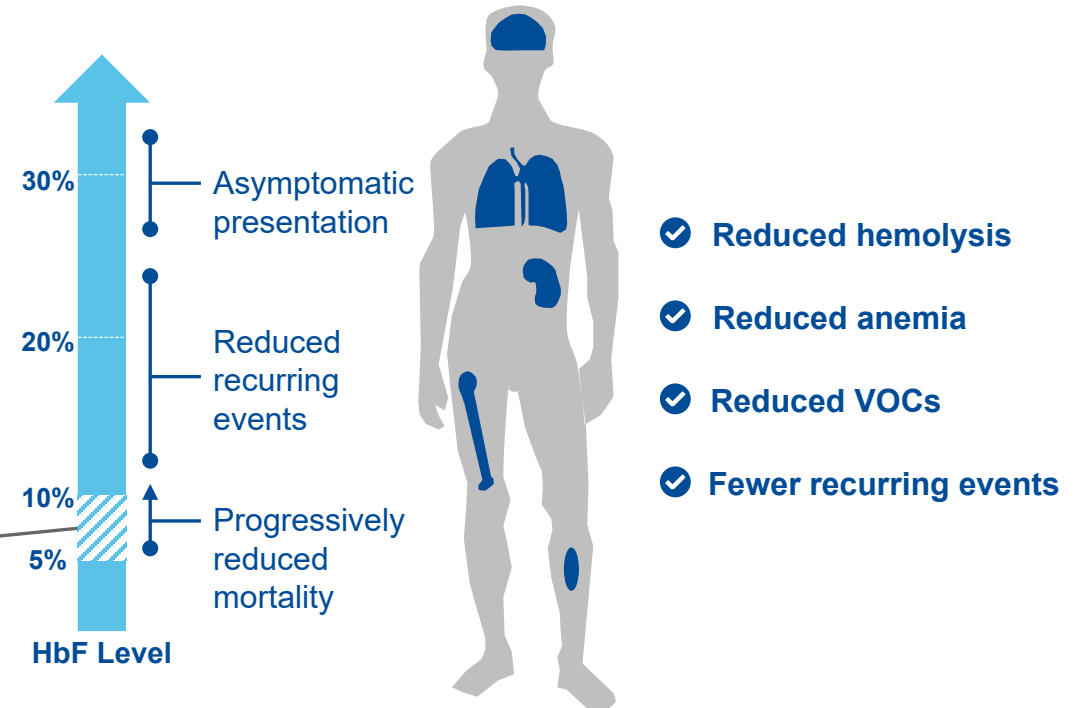 30%
Asymptomatic
presentation
20%
Reduced
recurring
events
10%
5%
Progressively
reduced
mortality
HbF Level
Reduced hemolysis
Reduced anemia
Reduced VOCs
Fewer recurring events